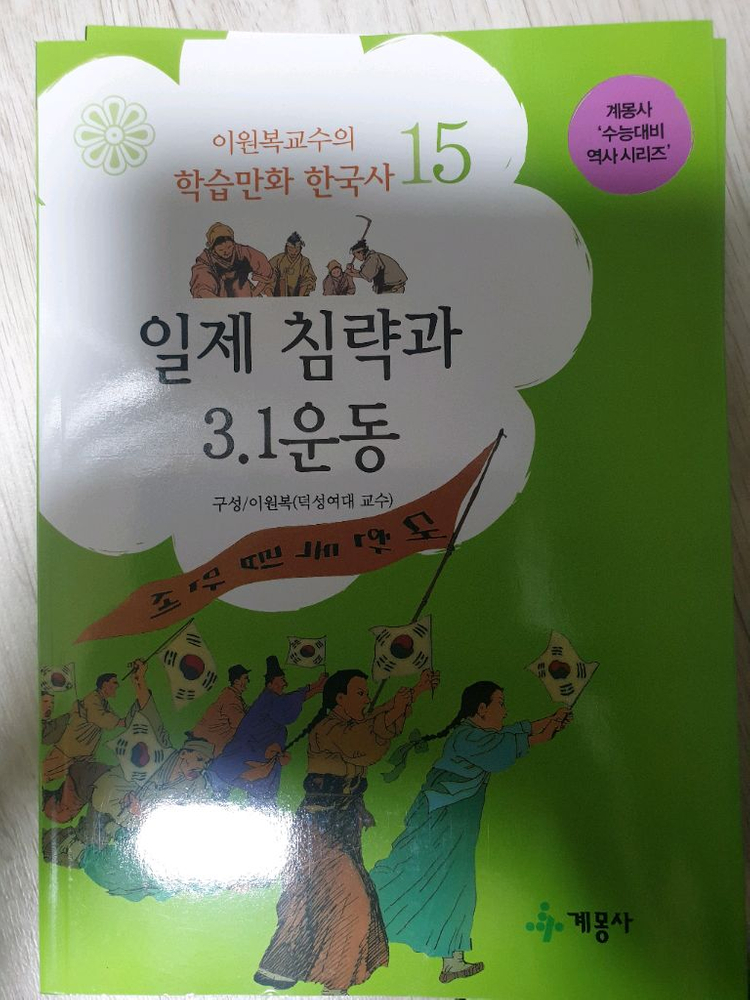 이원복교수의
학습만화 한국사 15
계몽사
‘수능대비
역사 시리즈’
일제 침략과
3.1운동
구성/이원복(덕성여대 교수)
계몽사